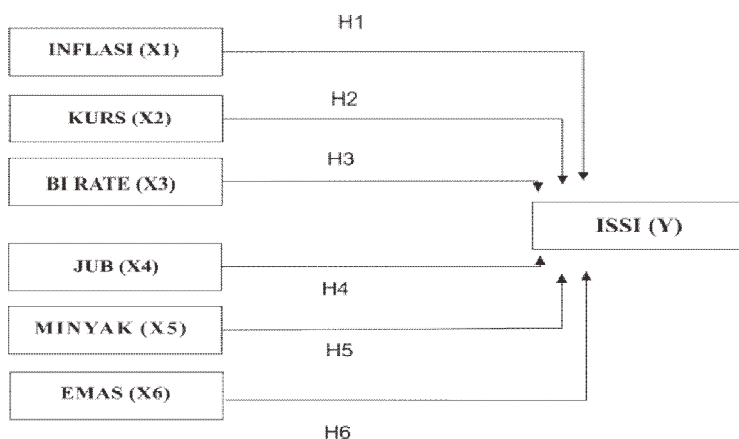 H1
INFLASI (X1)
H2
KURS (X2)
H3
BI RATE (X3)
ISSI (Y)
JUB (X4)
H4
MINYAK (X5)
H5
EMAS (X6)
H6